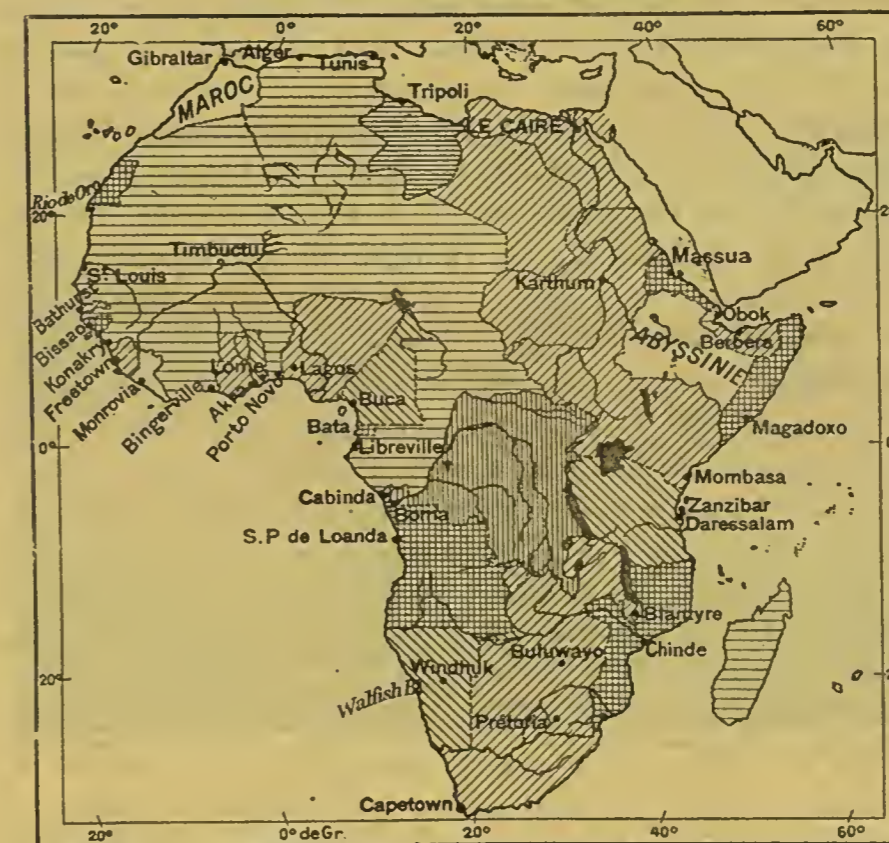 20° 0° 20° 40° 60°
Gibraltar
Alger
Tunis
MAROC
Tripoli
LE CAIRE
Rio de Oro
20°
Timbuctu
Massua
St. Louis
Karthum
Bathurst
Obok
Bissao
Berbera
ABYSSINIE
Konakry
Lome
Lagos
Freetown
Akra
Buca
Monrovia
Bingerville
Porto Novo
Bata
Magadoxo
0°
Libreville
0°
Mombasa
Cabinda
Boma
Zanzibar
Daressalam
S.P de Loanda
Blantyre
Chinde
Buluwayo
Windhuk
20°
Walfish B.
Prétoria
Capetown
20° 0° de Gr. 20° 40° 60°